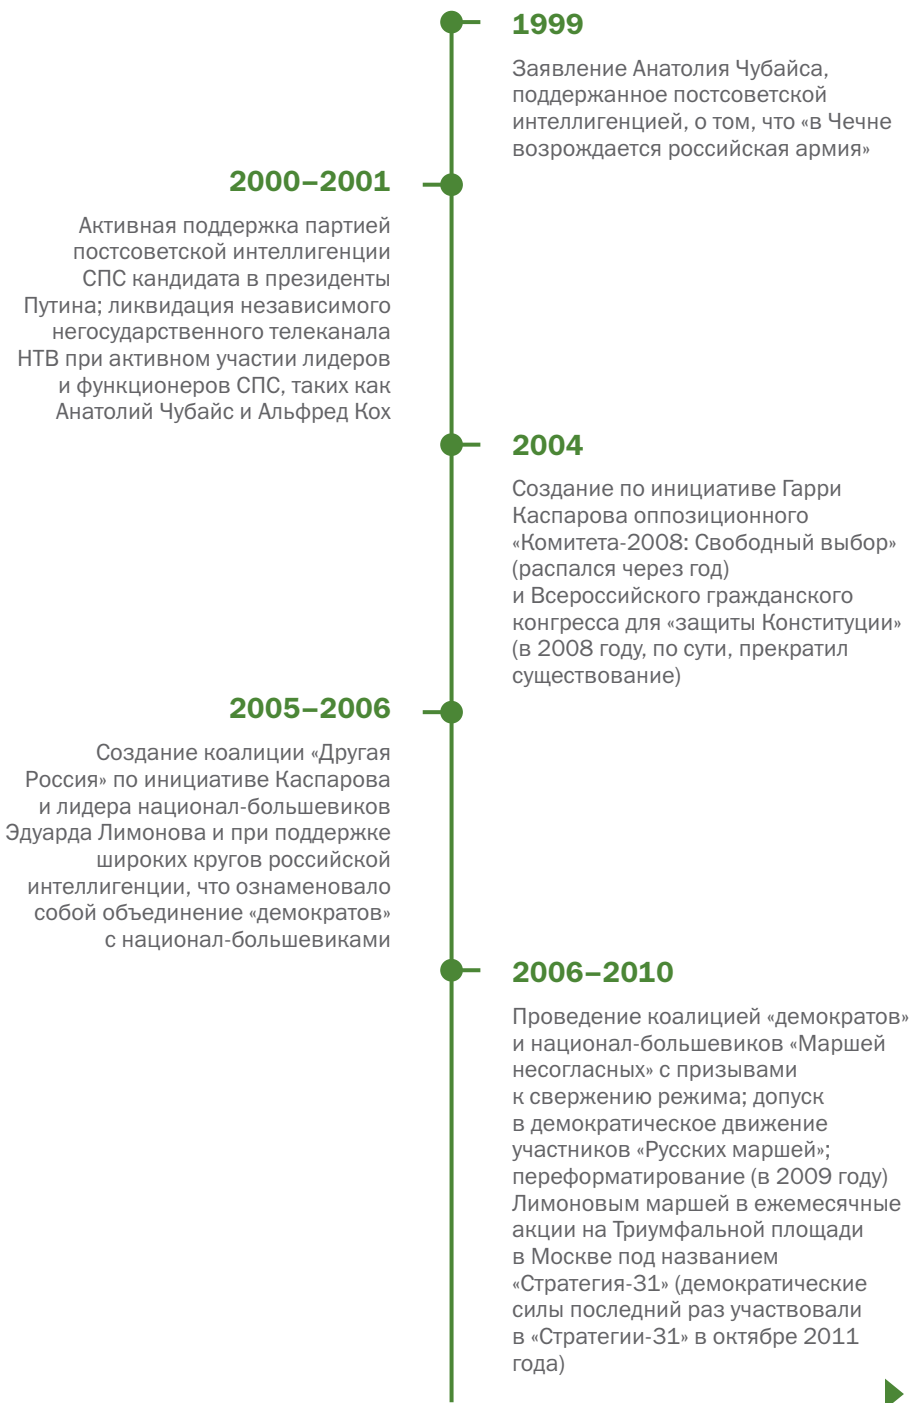 1999
Заявление Анатолия Чубайса,
поддержанное постсоветской
интеллигенцией, о том, что «в Чечне
возрождается российская армия»
2000–2001
Активная поддержка партией
постсоветской интеллигенции
СПС кандидата в президенты
Путина; ликвидация независимого
негосударственного телеканала
НТВ при активном участии лидеров
и функционеров СПС, таких как
Анатолий Чубайс и Альфред Кох
2004
Создание по инициативе Гарри
Каспарова оппозиционного
«Комитета-2008: Свободный выбор»
(распался через год)
и Всероссийского гражданского
конгресса для «защиты Конституции»
(в 2008 году, по сути, прекратил
существование)
2005–2006
Создание коалиции «Другая
Россия» по инициативе Каспарова
и лидера национал-большевиков
Эдуарда Лимонова и при поддержке
широких кругов российской
интеллигенции, что ознаменовало
собой объединение «демократов»
с национал-большевиками
2006–2010
Проведение коалицией «демократов»
и национал-большевиков «Маршей
несогласных» с призывами
к свержению режима; допуск
в демократическое движение
участников «Русских маршей»;
переформатирование (в 2009 году)
Лимоновым маршей в ежемесячные
акции на Триумфальной площади
в Москве под названием
«Стратегия-31» (демократические
силы последний раз участвовали
в «Стратегии-31» в октябре 2011
года)